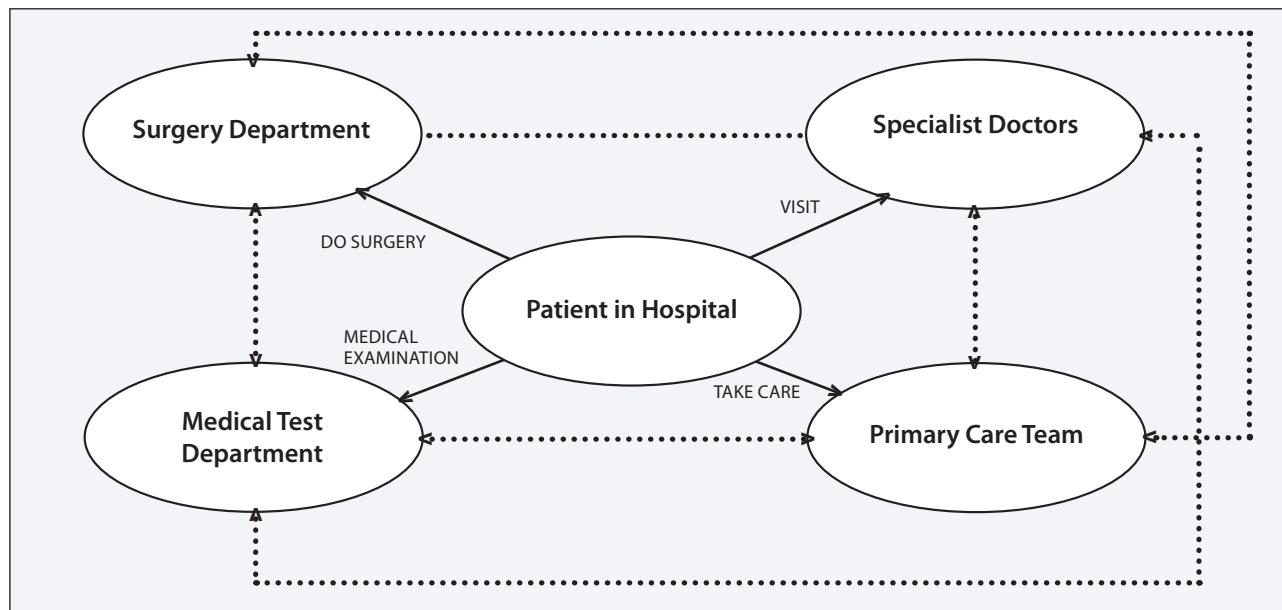 Surgery Department
Specialist Doctors
VISIT
DO SURGERY
Patient in Hospital
MEDICAL
EXAMINATION
TAKE CARE
Medical Test
Department
Primary Care Team